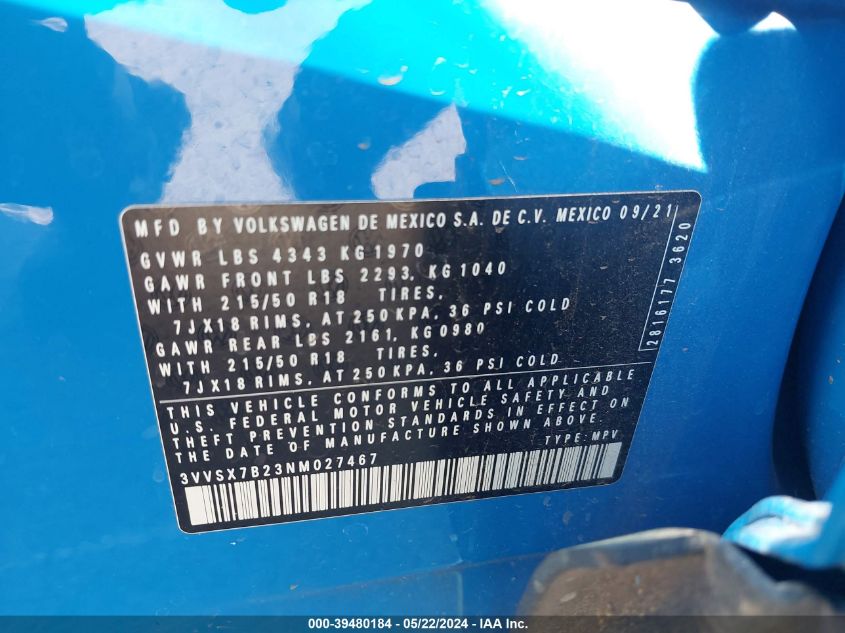 MFD BY VOLKSWAGEN DE MEXICO S.A. DE C.V. MEXICO 09/21
GVWR LBS 4343 KG 1970
GAWR FRONT LBS 2293, KG 1040
WITH 215/50 R18 TIRES,
7JX18 RIMS, AT 250 KPA, 36 PSI COLD
GAWR REAR LBS 2161, KG0980
WITH 215/50 R18 TIRES,
7JX18 RIMS, AT 250 KPA, 36 PSI COLD
2816177 3620
THIS VEHICLE CONFORMS TO ALL APPLICABLE
U.S. FEDERAL MOTOR VEHICLE SAFETY AND
THEFT PREVENTION STANDARDS IN EFFECT ON
THE DATE OF MANUFACTURE SHOWN ABOVE.
TYPE: MPV
3VVSX7B23NM027467
000-39480184 - 05/22/2024 - IAA Inc.